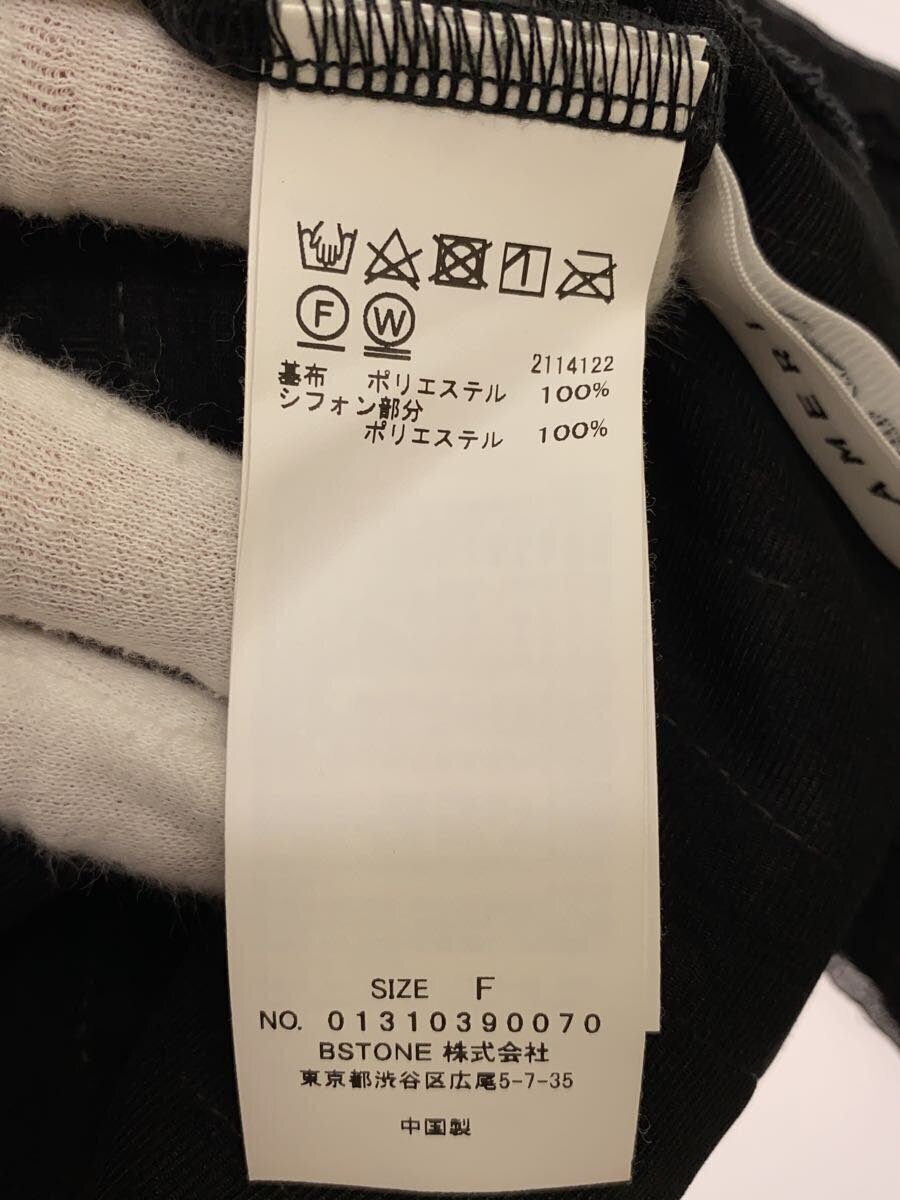 F W
2114122
基布 ポリエステル 100%
シフォン部分
ポリエステル 100%
SIZE F
NO. 01310390070
BSTONE 株式会社
東京都渋谷区広尾5-7-35
中国製
AMERI